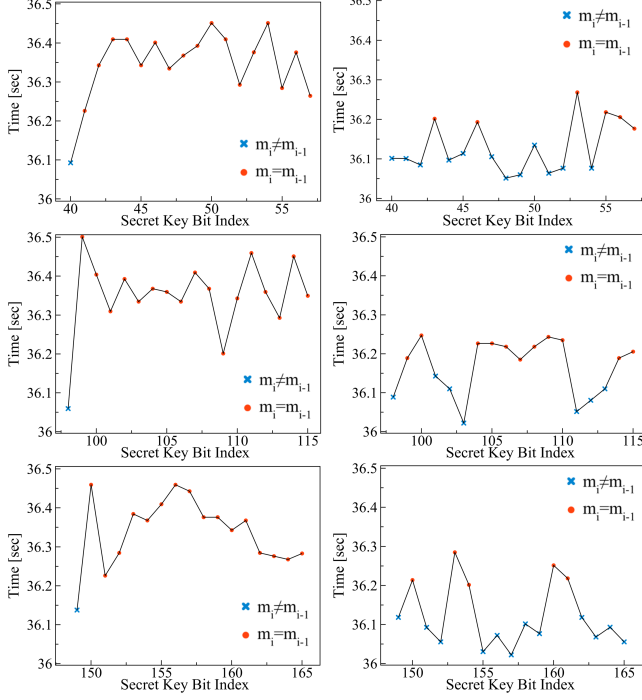 36.5
36.4
36.3
36.2
36.1
36
Time [sec]
mᵢ≠mᵢ₋₁
mᵢ=mᵢ₋₁
40 45 50 55
Secret Key Bit Index
36.5
36.4
36.3
36.2
36.1
36
Time [sec]
mᵢ≠mᵢ₋₁
mᵢ=mᵢ₋₁
40 45 50 55
Secret Key Bit Index
36.5
36.4
36.3
36.2
36.1
36
Time [sec]
mᵢ≠mᵢ₋₁
mᵢ=mᵢ₋₁
100 105 110 115
Secret Key Bit Index
36.5
36.4
36.3
36.2
36.1
36
Time [sec]
mᵢ≠mᵢ₋₁
mᵢ=mᵢ₋₁
100 105 110 115
Secret Key Bit Index
36.5
36.4
36.3
36.2
36.1
36
Time [sec]
mᵢ≠mᵢ₋₁
mᵢ=mᵢ₋₁
150 155 160 165
Secret Key Bit Index
36.5
36.4
36.3
36.2
36.1
36
Time [sec]
mᵢ≠mᵢ₋₁
mᵢ=mᵢ₋₁
150 155 160 165
Secret Key Bit Index